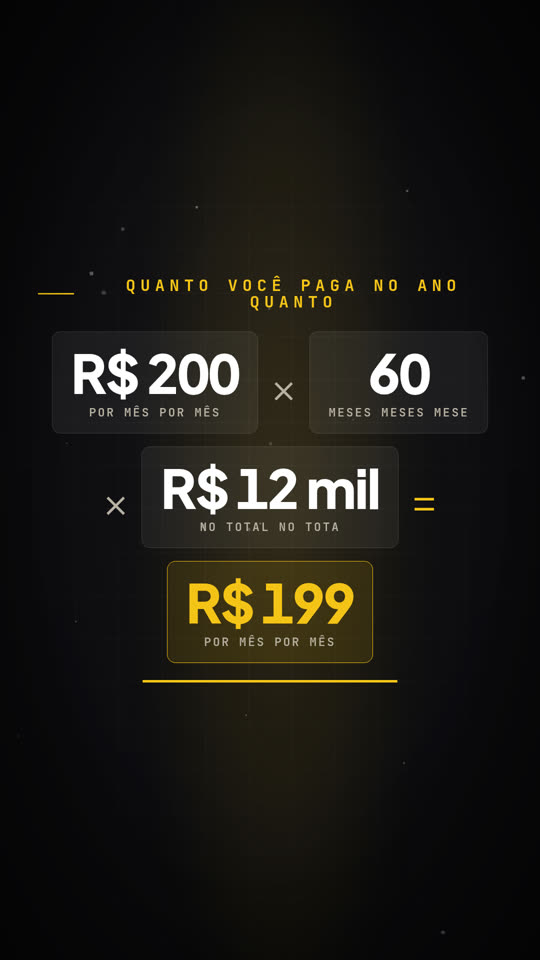 QUANTO VOCÊ PAGA NO ANO
QUANTO
R$ 200 × 60
POR MÊS POR MÊS MESES MESES MESE
× R$ 12 mil =
NO TOTAL NO TOTA
R$ 199
POR MÊS POR MÊS